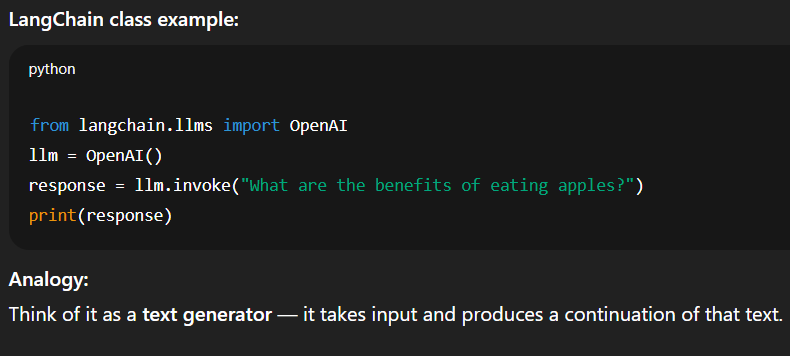 LangChain class example:
python
from langchain.llms import OpenAI
llm = OpenAI()
response = llm.invoke("What are the benefits of eating apples?")
print(response)
Analogy:
Think of it as a text generator — it takes input and produces a continuation of that text.